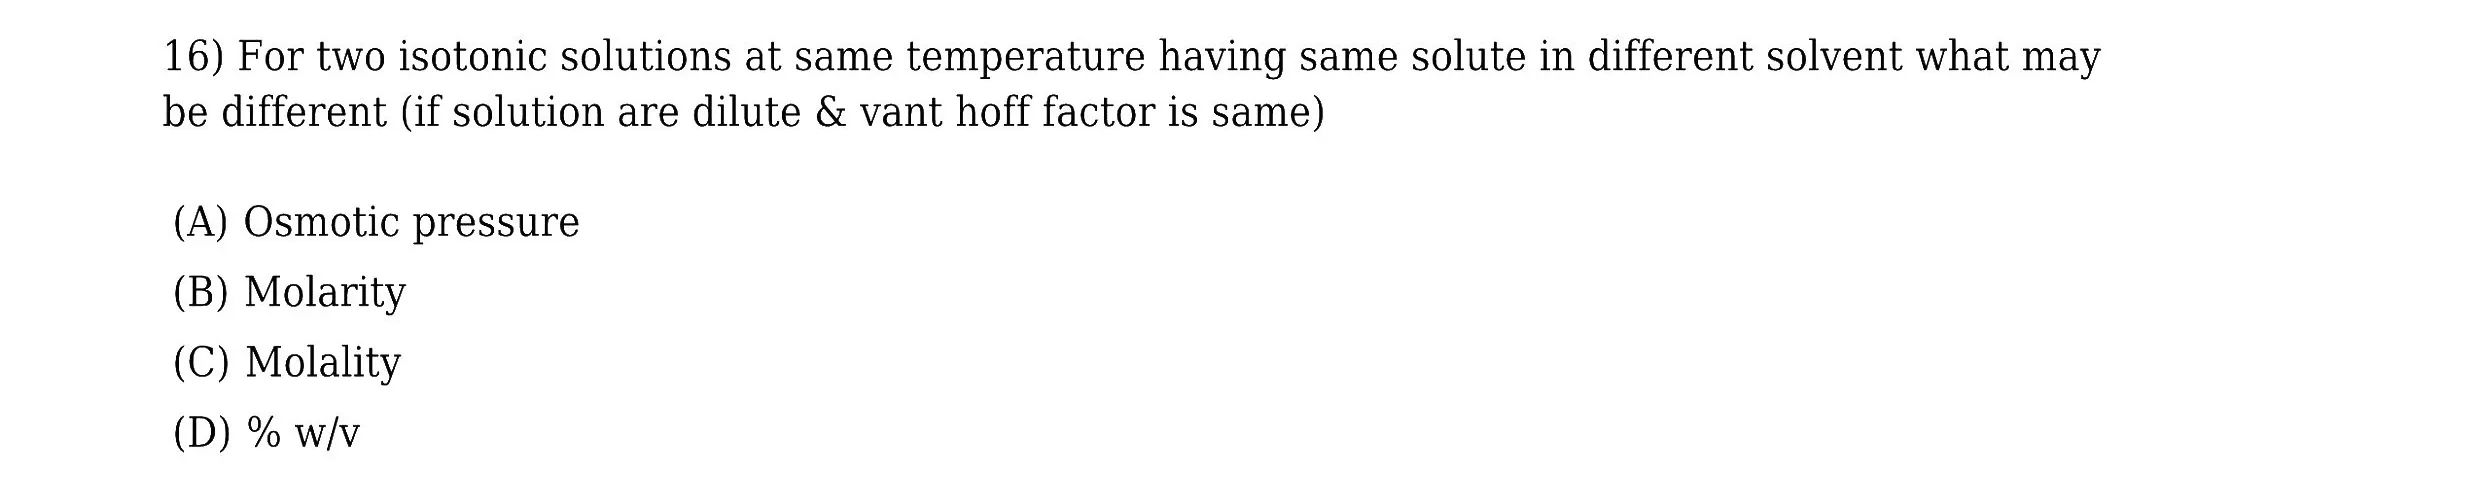 16) For two isotonic solutions at same temperature having same solute in different solvent what may
be different (if solution are dilute & vant hoff factor is same)
(A) Osmotic pressure
(B) Molarity
(C) Molality
(D) % w/v